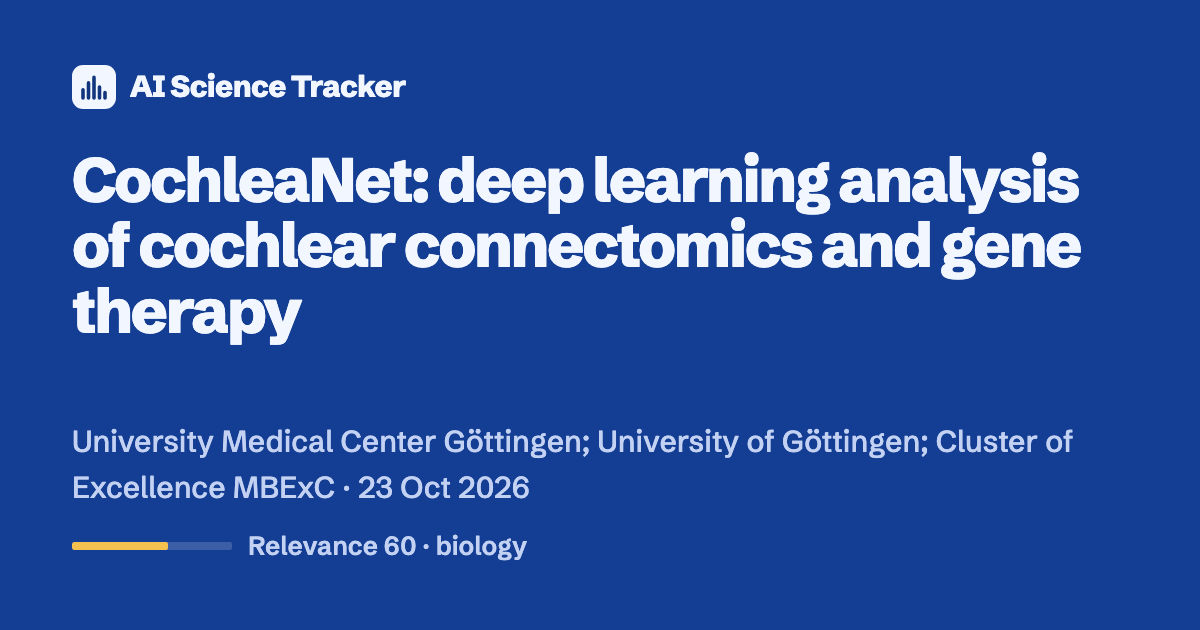 AI Science Tracker
CochleaNet: deep learning analysis
of cochlear connectomics and gene
therapy
University Medical Center Göttingen; University of Göttingen; Cluster of
Excellence MBExC · 23 Oct 2026
Relevance 60 · biology